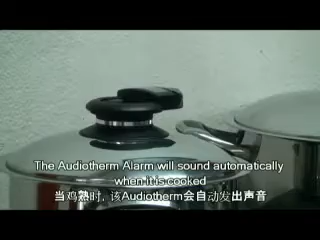 The Audiotherm Alarm will sound automatically
when it is cooked
当鸡熟时，该Audiotherm会自动发出声音